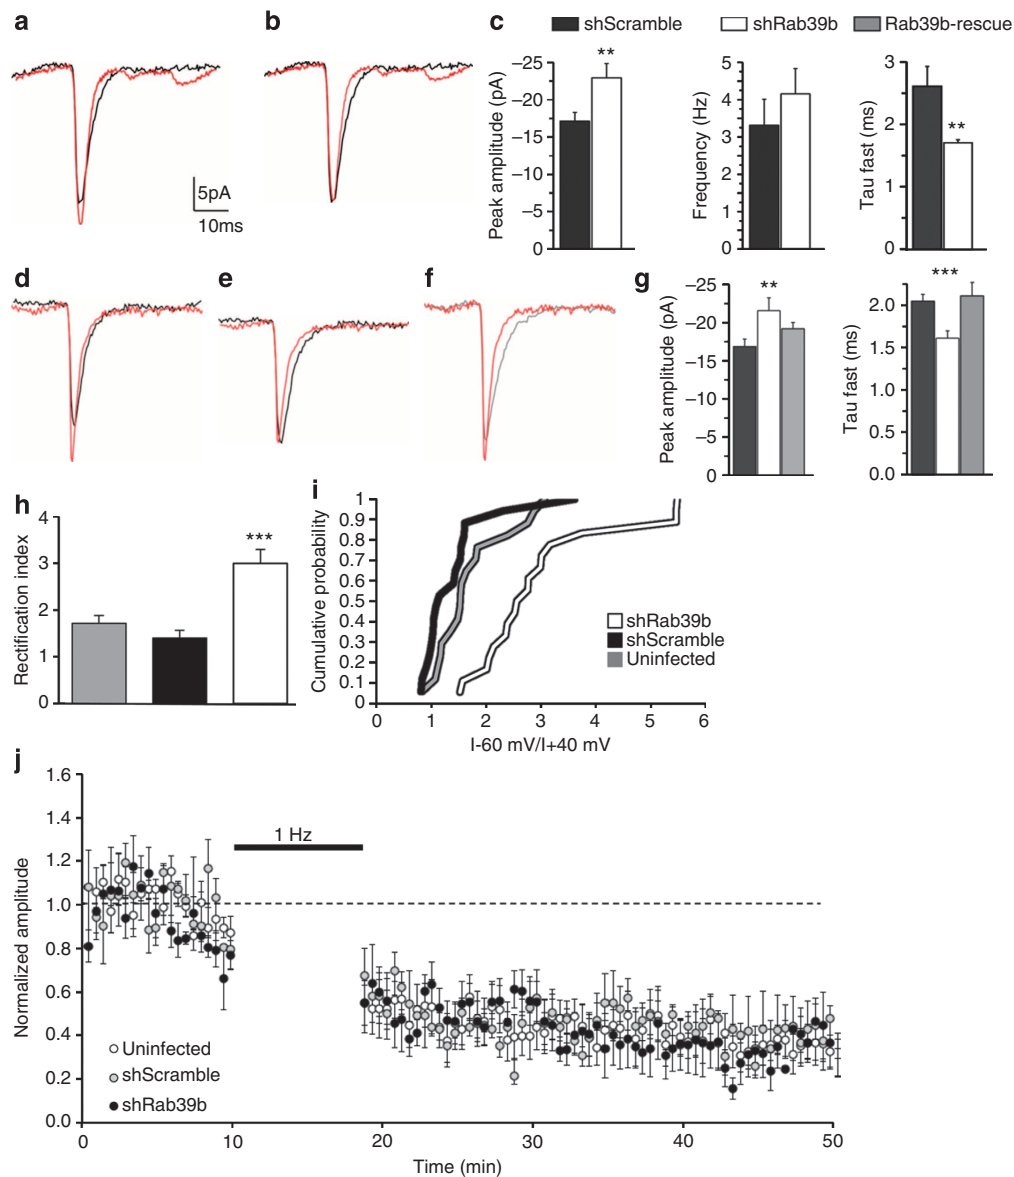 a
b
c
shScramble
shRab39b
Rab39b-rescue
5pA
10ms
Peak amplitude (pA)
–25
–20
–15
–10
–5
0
**
Frequency (Hz)
5
4
3
2
1
0
Tau fast (ms)
3
2
1
0
**
d
e
f
g
Peak amplitude (pA)
–25
–20
–15
–10
–5
0
**
Tau fast (ms)
2.0
1.5
1.0
0.5
0.0
***
h
Rectification index
4
3
2
1
0
***
i
Cumulative probability
1
0.9
0.8
0.7
0.6
0.5
0.4
0.3
0.2
0.1
0
shRab39b
shScramble
Uninfected
0 1 2 3 4 5 6
I-60 mV/I+40 mV
j
Normalized amplitude
1.6
1.4
1.2
1.0
0.8
0.6
0.4
0.2
0.0
1 Hz
Uninfected
shScramble
shRab39b
0 10 20 30 40 50
Time (min)